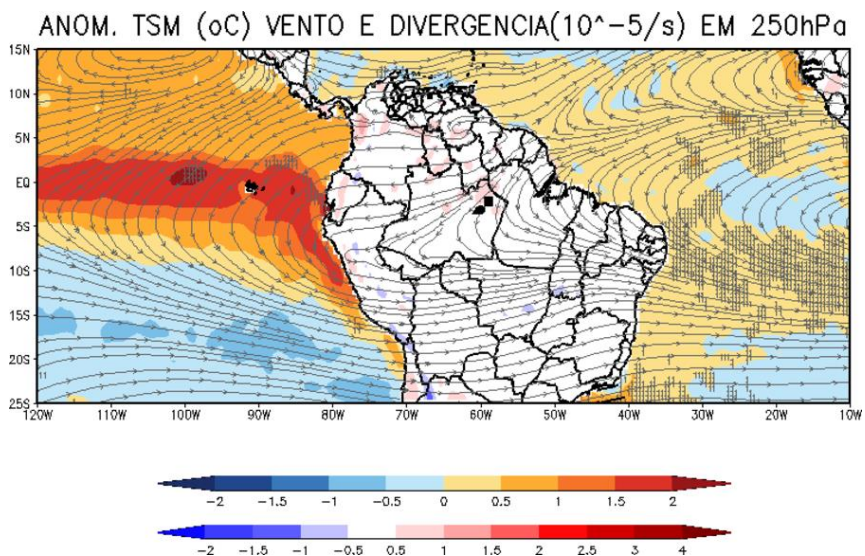 ANOM. TSM (oC) VENTO E DIVERGENCIA(10^-5/s) EM 250hPa
15N
10N
5N
EQ
5S
10S
15S
20S
25S
120W 110W 100W 90W 80W 70W 60W 50W 40W 30W 20W 10W
-2 -1.5 -1 -0.5 0 0.5 1 1.5 2
-2 -1.5 -1 -0.5 0.5 1 1.5 2 2.5 3 4